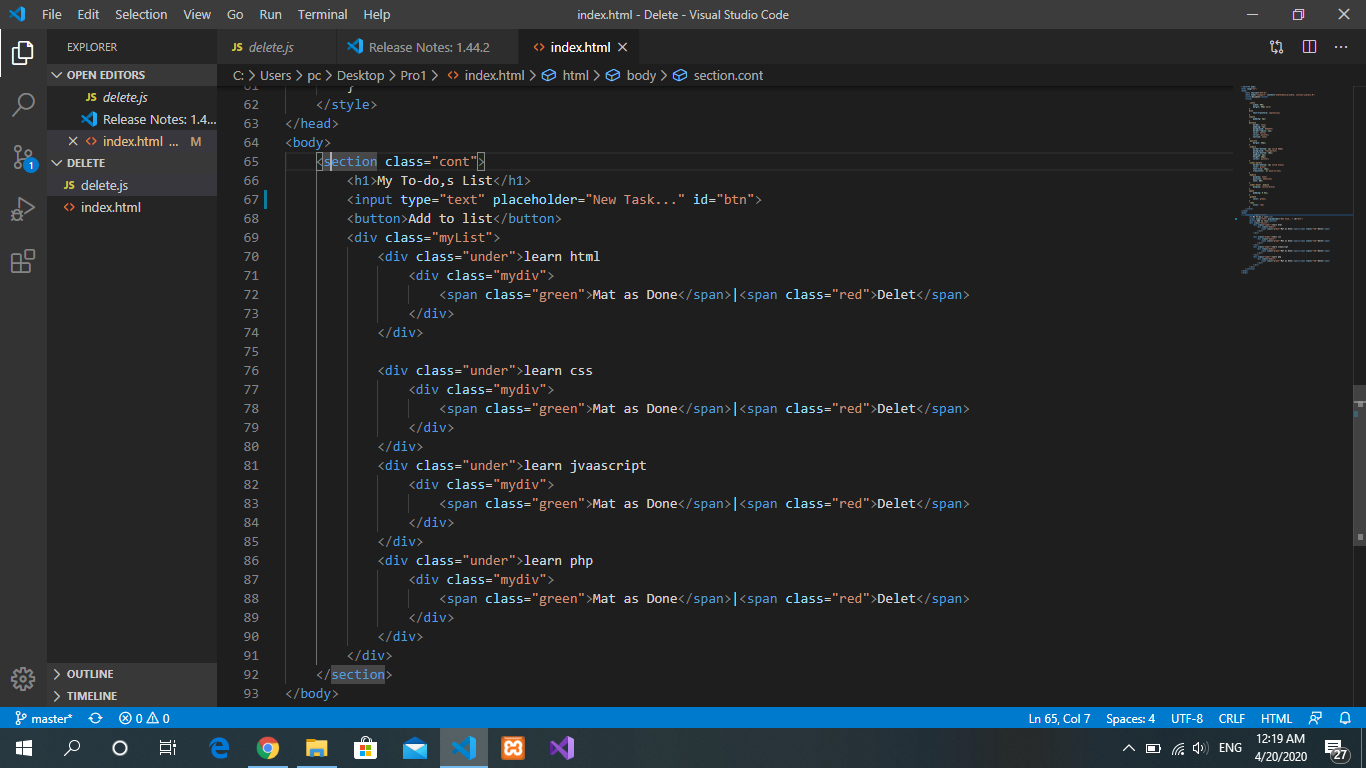 File Edit Selection View Go Run Terminal Help index.html - Delete - Visual Studio Code
EXPLORER
OPEN EDITORS
JS delete.js
Release Notes: 1.4...
index.html ... M
DELETE
JS delete.js
index.html
OUTLINE
TIMELINE
1
JS delete.js Release Notes: 1.44.2 index.html
C: > Users > pc > Desktop > Pro1 > index.html > html > body > section.cont
61 }
62 </style>
63 </head>
64 <body>
65 <section class="cont">
66 <h1>My To-do,s List</h1>
67 <input type="text" placeholder="New Task..." id="btn">
68 <button>Add to list</button>
69 <div class="myList">
70 <div class="under">learn html
71 <div class="mydiv">
72 <span class="green">Mat as Done</span>|<span class="red">Delet</span>
73 </div>
74 </div>
75
76 <div class="under">learn css
77 <div class="mydiv">
78 <span class="green">Mat as Done</span>|<span class="red">Delet</span>
79 </div>
80 </div>
81 <div class="under">learn jvaascript
82 <div class="mydiv">
83 <span class="green">Mat as Done</span>|<span class="red">Delet</span>
84 </div>
85 </div>
86 <div class="under">learn php
87 <div class="mydiv">
88 <span class="green">Mat as Done</span>|<span class="red">Delet</span>
89 </div>
90 </div>
91 </div>
92 </section>
93 </body>
master* 0 0 Ln 65, Col 7 Spaces: 4 UTF-8 CRLF HTML
ENG 12:19 AM
4/20/2020
27